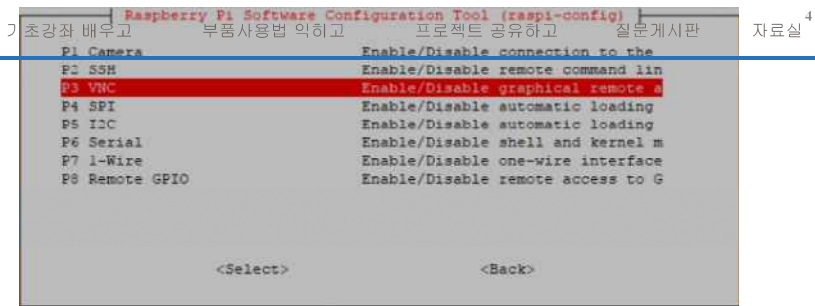 Raspberry Pi Software Configuration Tool (raspi-config)
기초강좌 배우고 부품사용법 익히고 프로젝트 공유하고 질문게시판 자료실 4
P1 Camera Enable/Disable connection to the
P2 SSH Enable/Disable remote command lin
P3 VNC Enable/Disable graphical remote a
P4 SPI Enable/Disable automatic loading
P5 I2C Enable/Disable automatic loading
P6 Serial Enable/Disable shell and kernel m
P7 1-Wire Enable/Disable one-wire interface
P8 Remote GPIO Enable/Disable remote access to G
<Select> <Back>